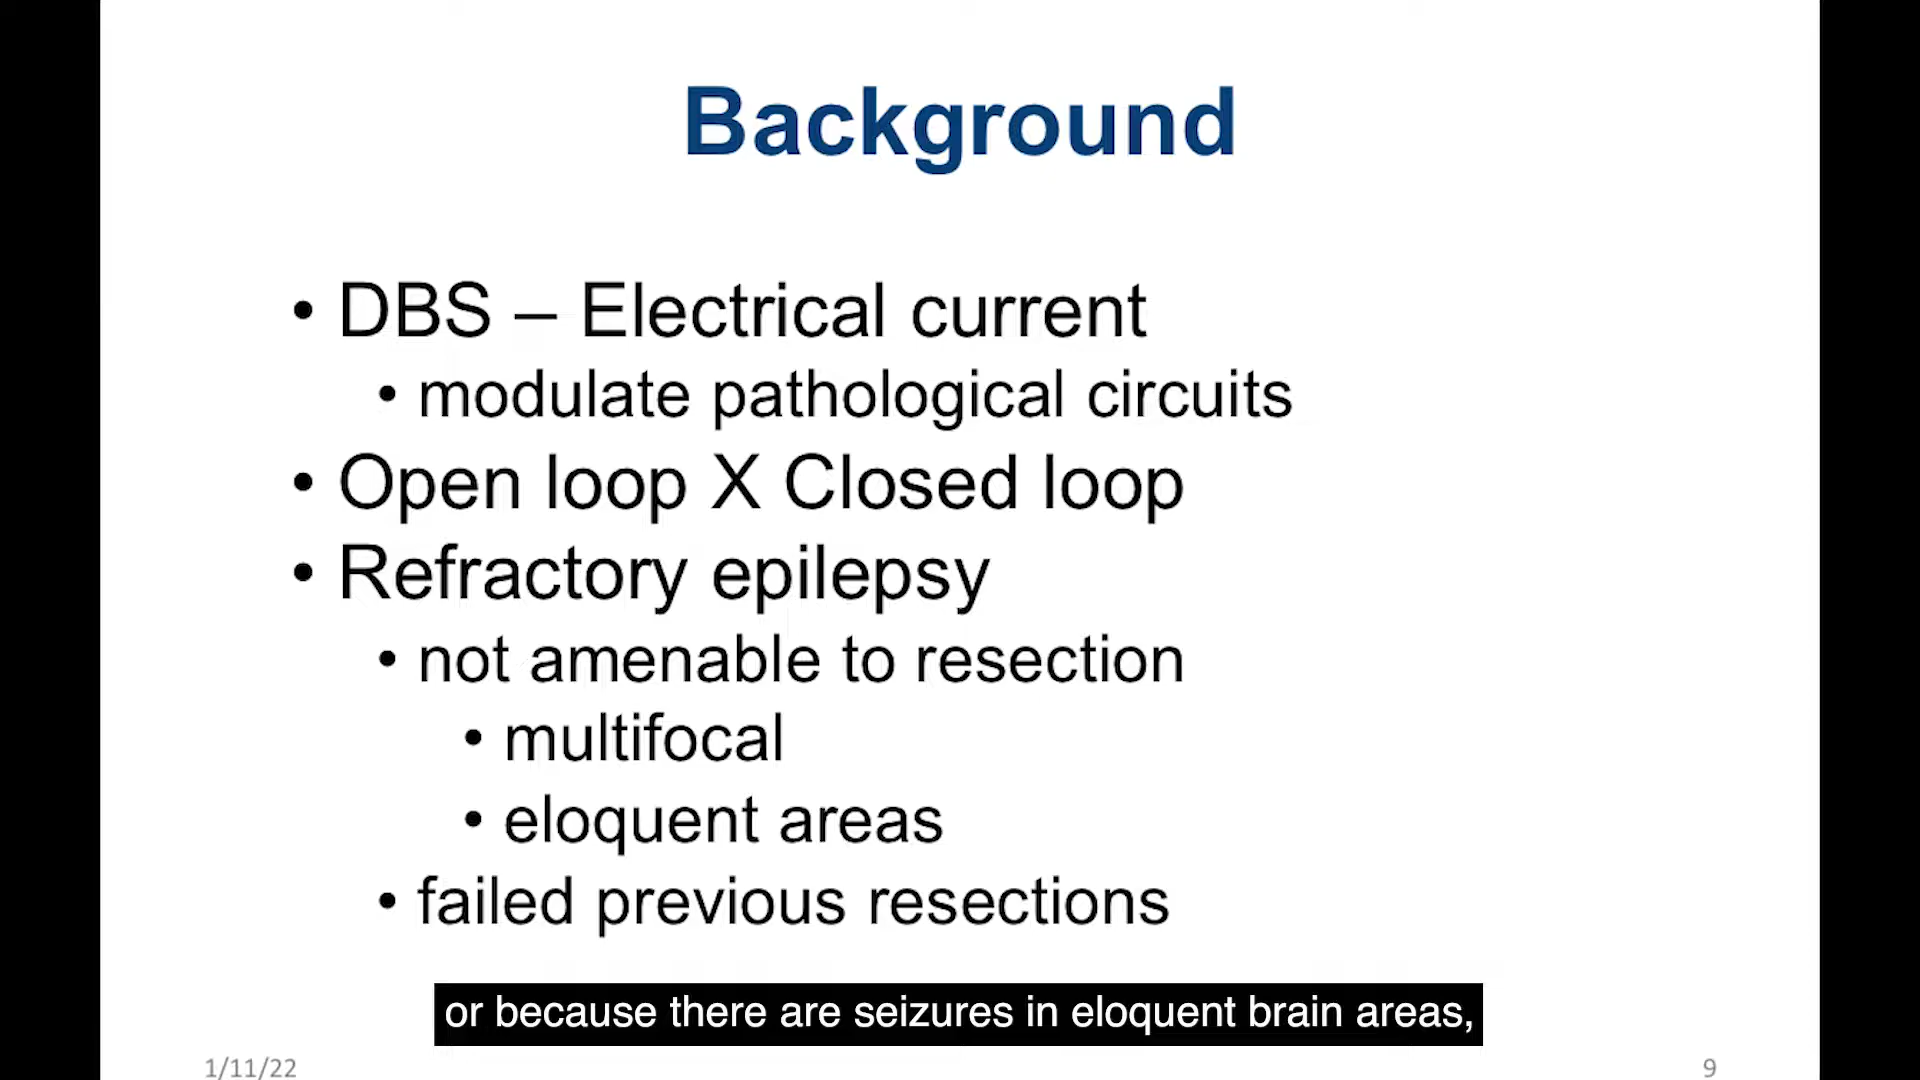 Background
• DBS – Electrical current
• modulate pathological circuits
• Open loop X Closed loop
• Refractory epilepsy
• not amenable to resection
• multifocal
• eloquent areas
• failed previous resections
or because there are seizures in eloquent brain areas,
1/11/22
9